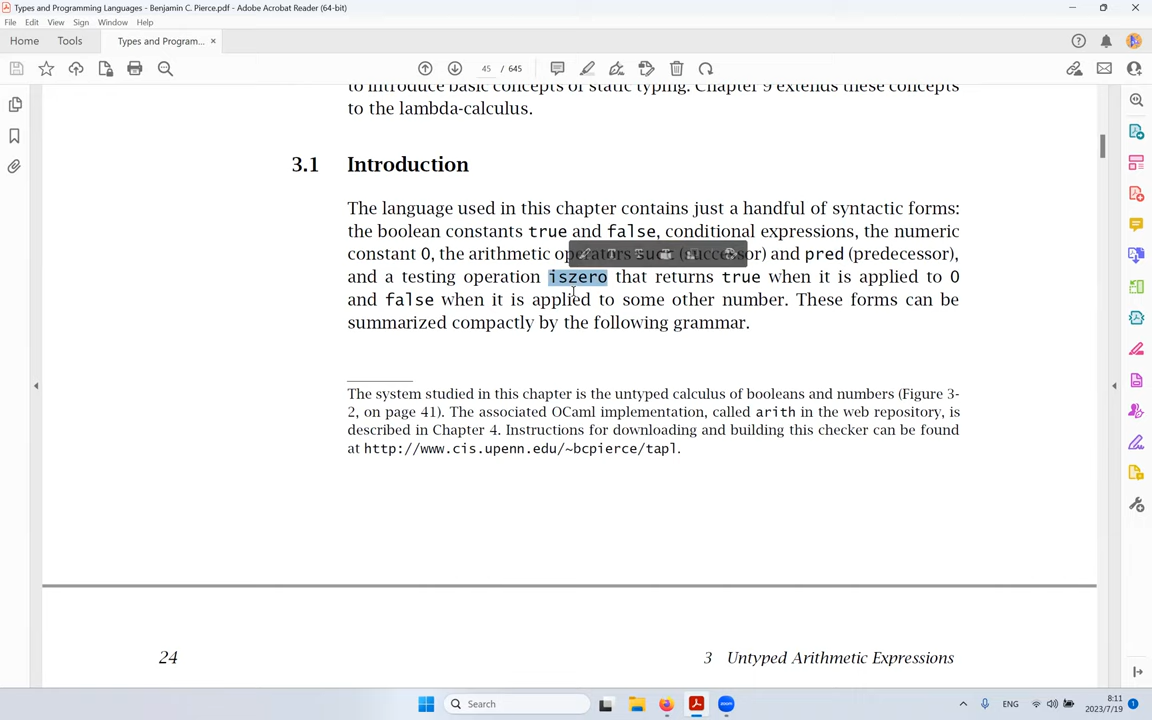 Types and Programming Languages - Benjamin C. Pierce.pdf - Adobe Acrobat Reader (64-bit)
File Edit View Sign Window Help
Home Tools Types and Program... ×
45 / 645
to introduce basic concepts of static typing. Chapter 9 extends these concepts
to the lambda-calculus.
3.1 Introduction
The language used in this chapter contains just a handful of syntactic forms:
the boolean constants true and false, conditional expressions, the numeric
constant 0, the arithmetic operators succ (successor) and pred (predecessor),
and a testing operation iszero that returns true when it is applied to 0
and false when it is applied to some other number. These forms can be
summarized compactly by the following grammar.
The system studied in this chapter is the untyped calculus of booleans and numbers (Figure 3-
2, on page 41). The associated OCaml implementation, called arith in the web repository, is
described in Chapter 4. Instructions for downloading and building this checker can be found
at http://www.cis.upenn.edu/~bcpierce/tapl.
24 3 Untyped Arithmetic Expressions
Search
zoom
ENG
8:11
2023/7/19
1